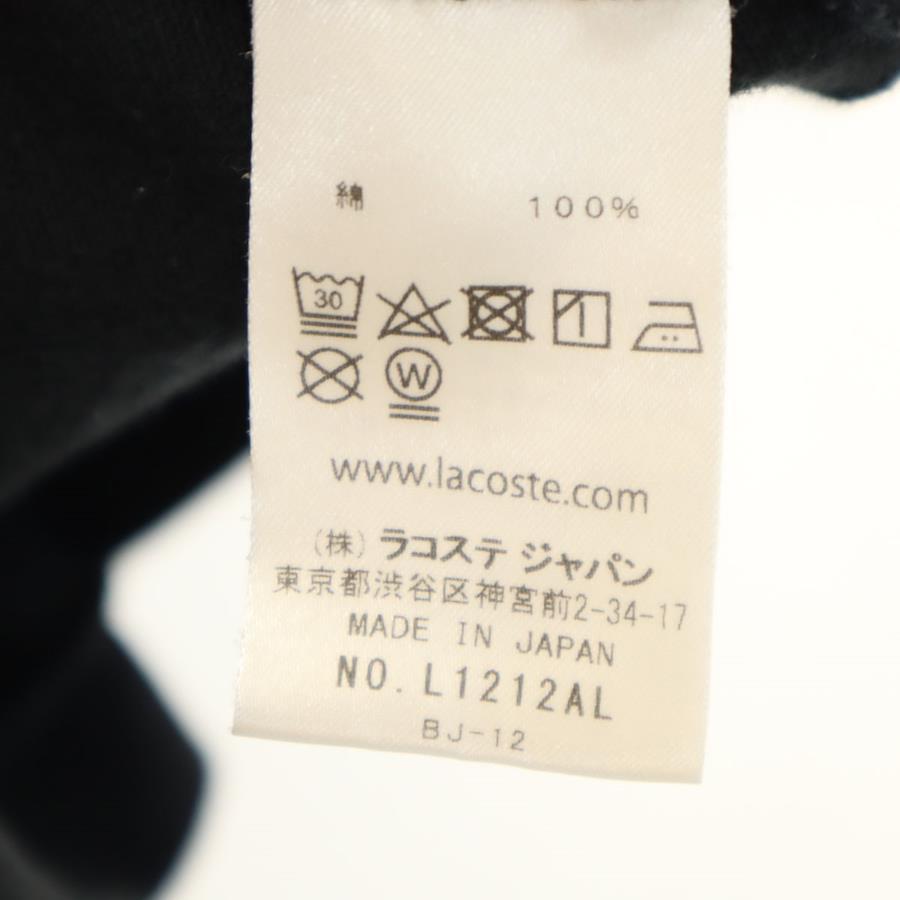 綿 100%
30
W
www.lacoste.com
(株) ラコステ ジャパン
東京都渋谷区神宮前2-34-17
MADE IN JAPAN
NO. L1212AL
BJ-12